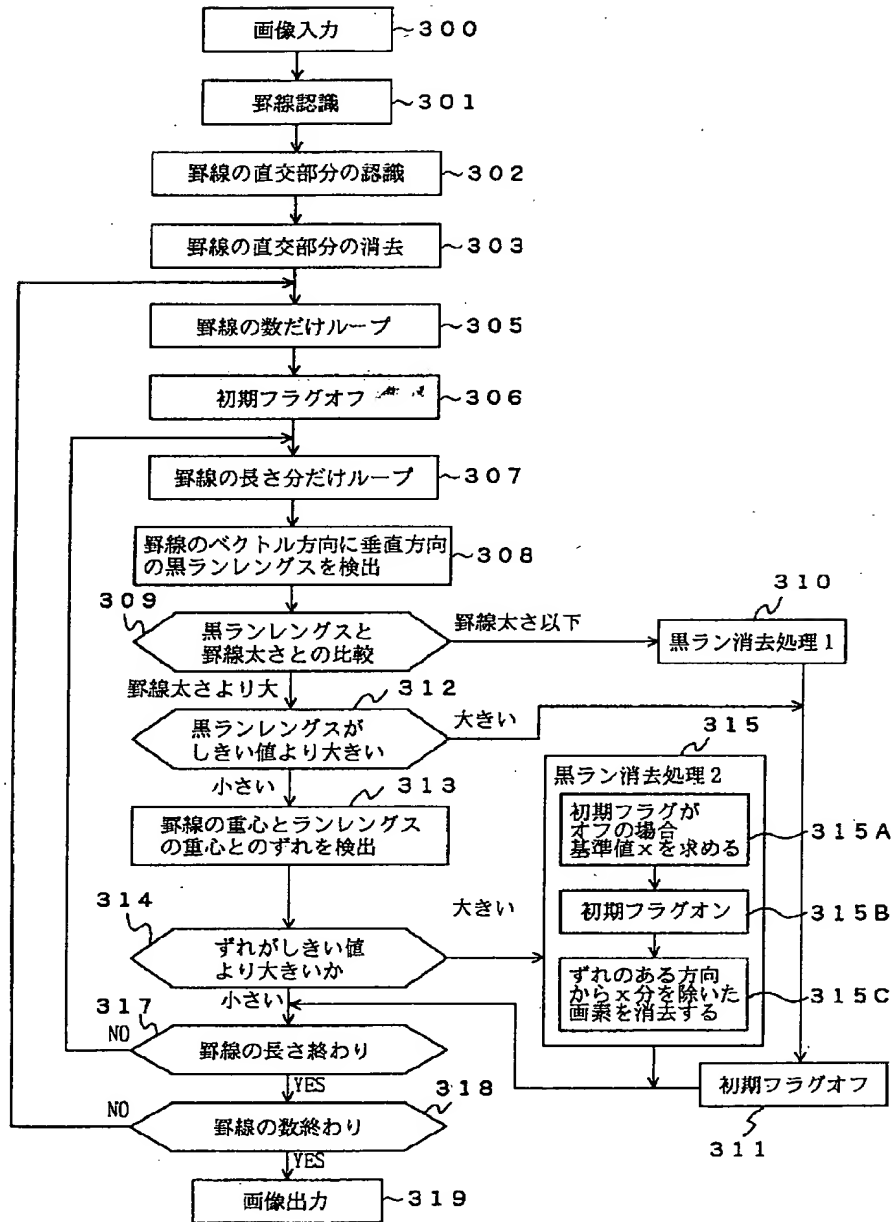 画像入力
300
罫線認識
301
罫線の直交部分の認識
302
罫線の直交部分の消去
303
罫線の数だけループ
305
初期フラグオフ
306
罫線の長さ分だけループ
307
罫線のベクトル方向に垂直方向
の黒ランレングスを検出
308
309
黒ランレングスと
罫線太さとの比較
罫線太さ以下
310
黒ラン消去処理1
罫線太さより大
312
黒ランレングスが
しきい値より大きい
大きい
小さい
313
罫線の重心とランレングス
の重心とのずれを検出
315
黒ラン消去処理2
初期フラグが
オフの場合
基準値xを求める
315A
初期フラグオン
315B
ずれのある方向
からx分を除いた
画素を消去する
315C
314
ずれがしきい値
より大きいか
大きい
小さい
317
NO
罫線の長さ終わり
YES
初期フラグオフ
311
318
NO
罫線の数終わり
YES
画像出力
319